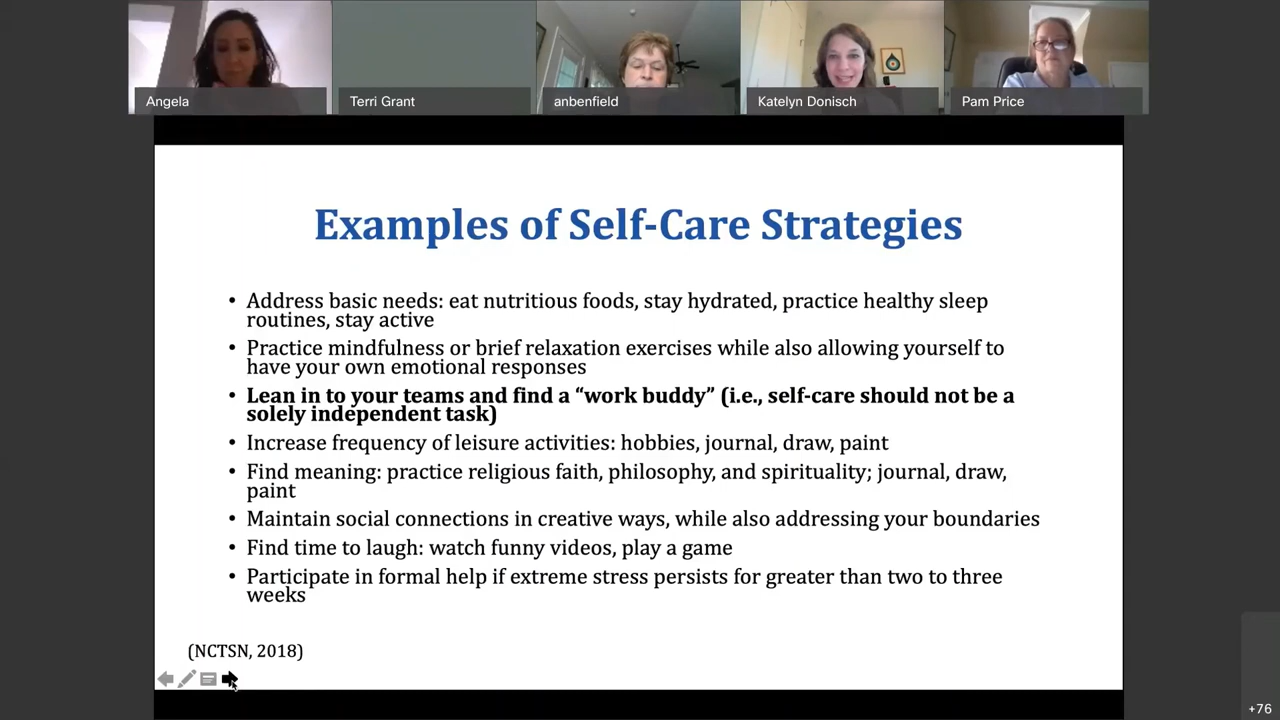 Angela
Terri Grant
anbenfield
Katelyn Donisch
Pam Price
Examples of Self-Care Strategies
• Address basic needs: eat nutritious foods, stay hydrated, practice healthy sleep
routines, stay active
• Practice mindfulness or brief relaxation exercises while also allowing yourself to
have your own emotional responses
• Lean in to your teams and find a “work buddy” (i.e., self-care should not be a
solely independent task)
• Increase frequency of leisure activities: hobbies, journal, draw, paint
• Find meaning: practice religious faith, philosophy, and spirituality; journal, draw,
paint
• Maintain social connections in creative ways, while also addressing your boundaries
• Find time to laugh: watch funny videos, play a game
• Participate in formal help if extreme stress persists for greater than two to three
weeks
(NCTSN, 2018)
+76